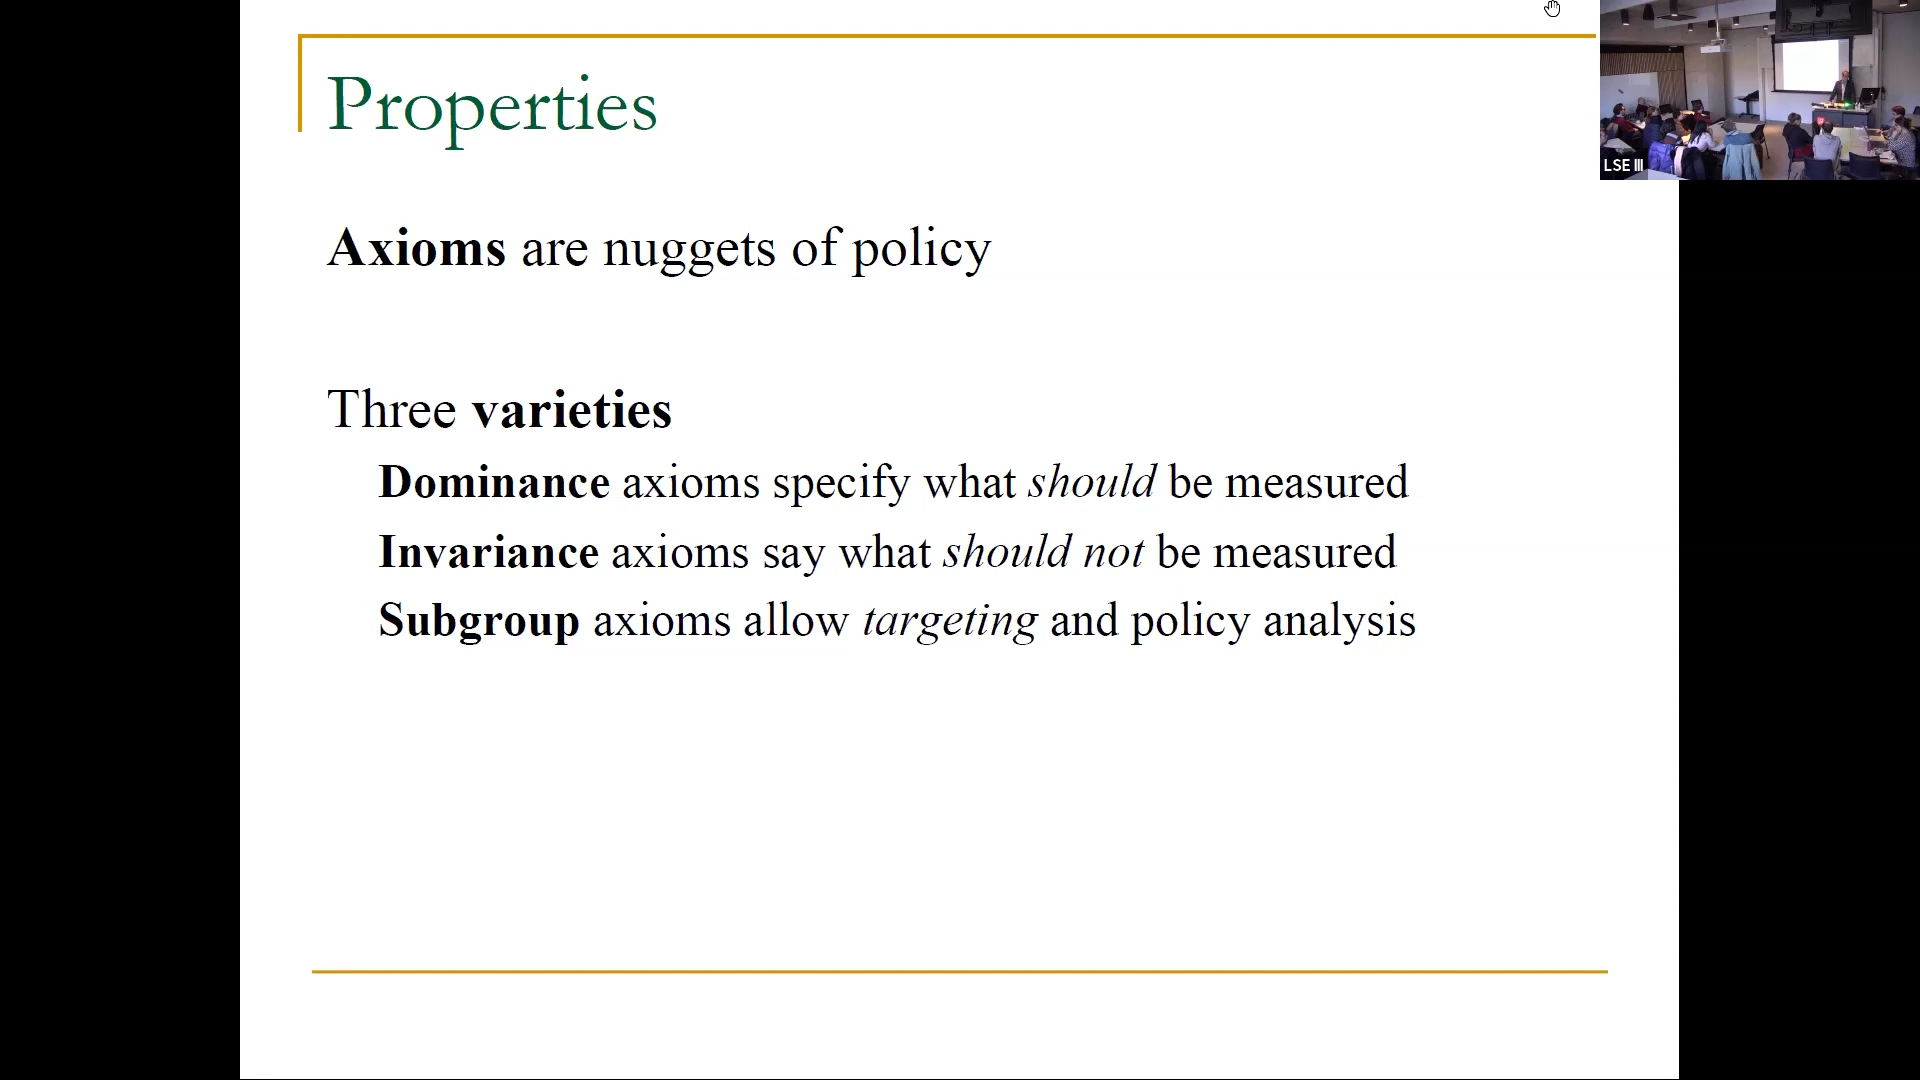 Properties
Axioms are nuggets of policy
Three varieties
Dominance axioms specify what should be measured
Invariance axioms say what should not be measured
Subgroup axioms allow targeting and policy analysis
LSE III